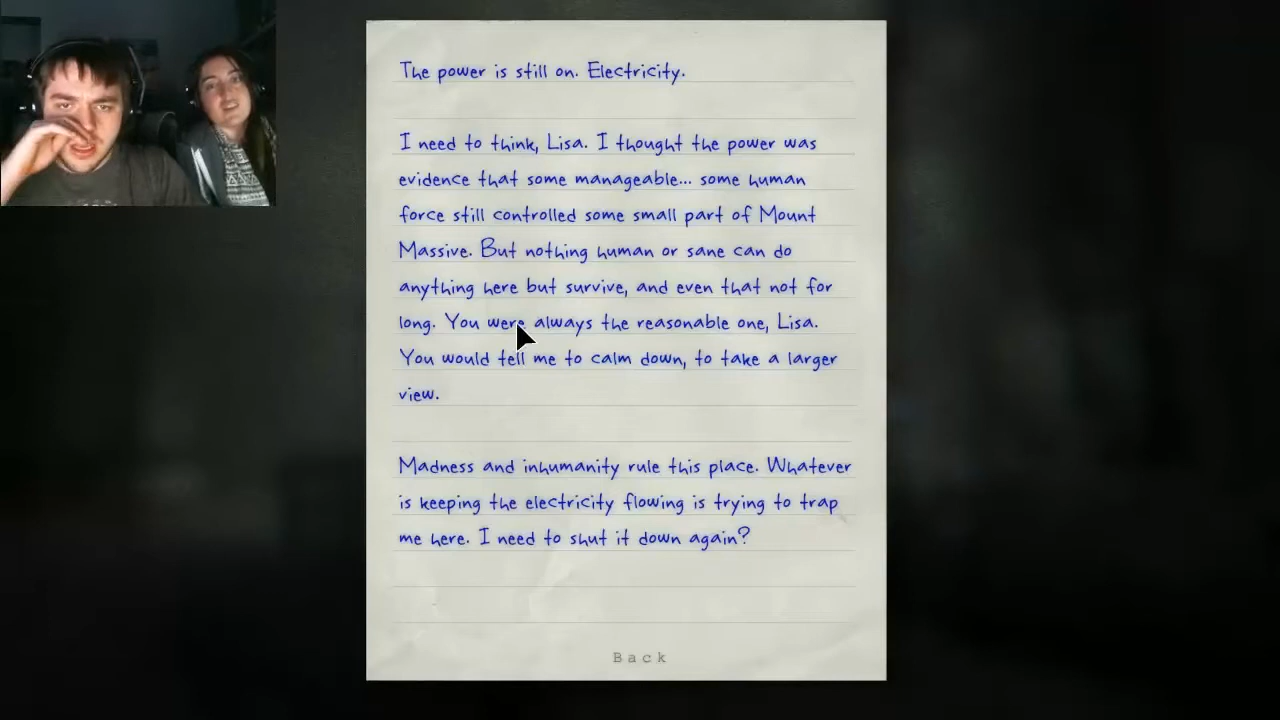 The power is still on. Electricity.
I need to think, Lisa. I thought the power was
evidence that some manageable... some human
force still controlled some small part of Mount
Massive. But nothing human or sane can do
anything here but survive, and even that not for
long. You were always the reasonable one, Lisa.
You would tell me to calm down, to take a larger
view.
Madness and inhumanity rule this place. Whatever
is keeping the electricity flowing is trying to trap
me here. I need to shut it down again?
Back